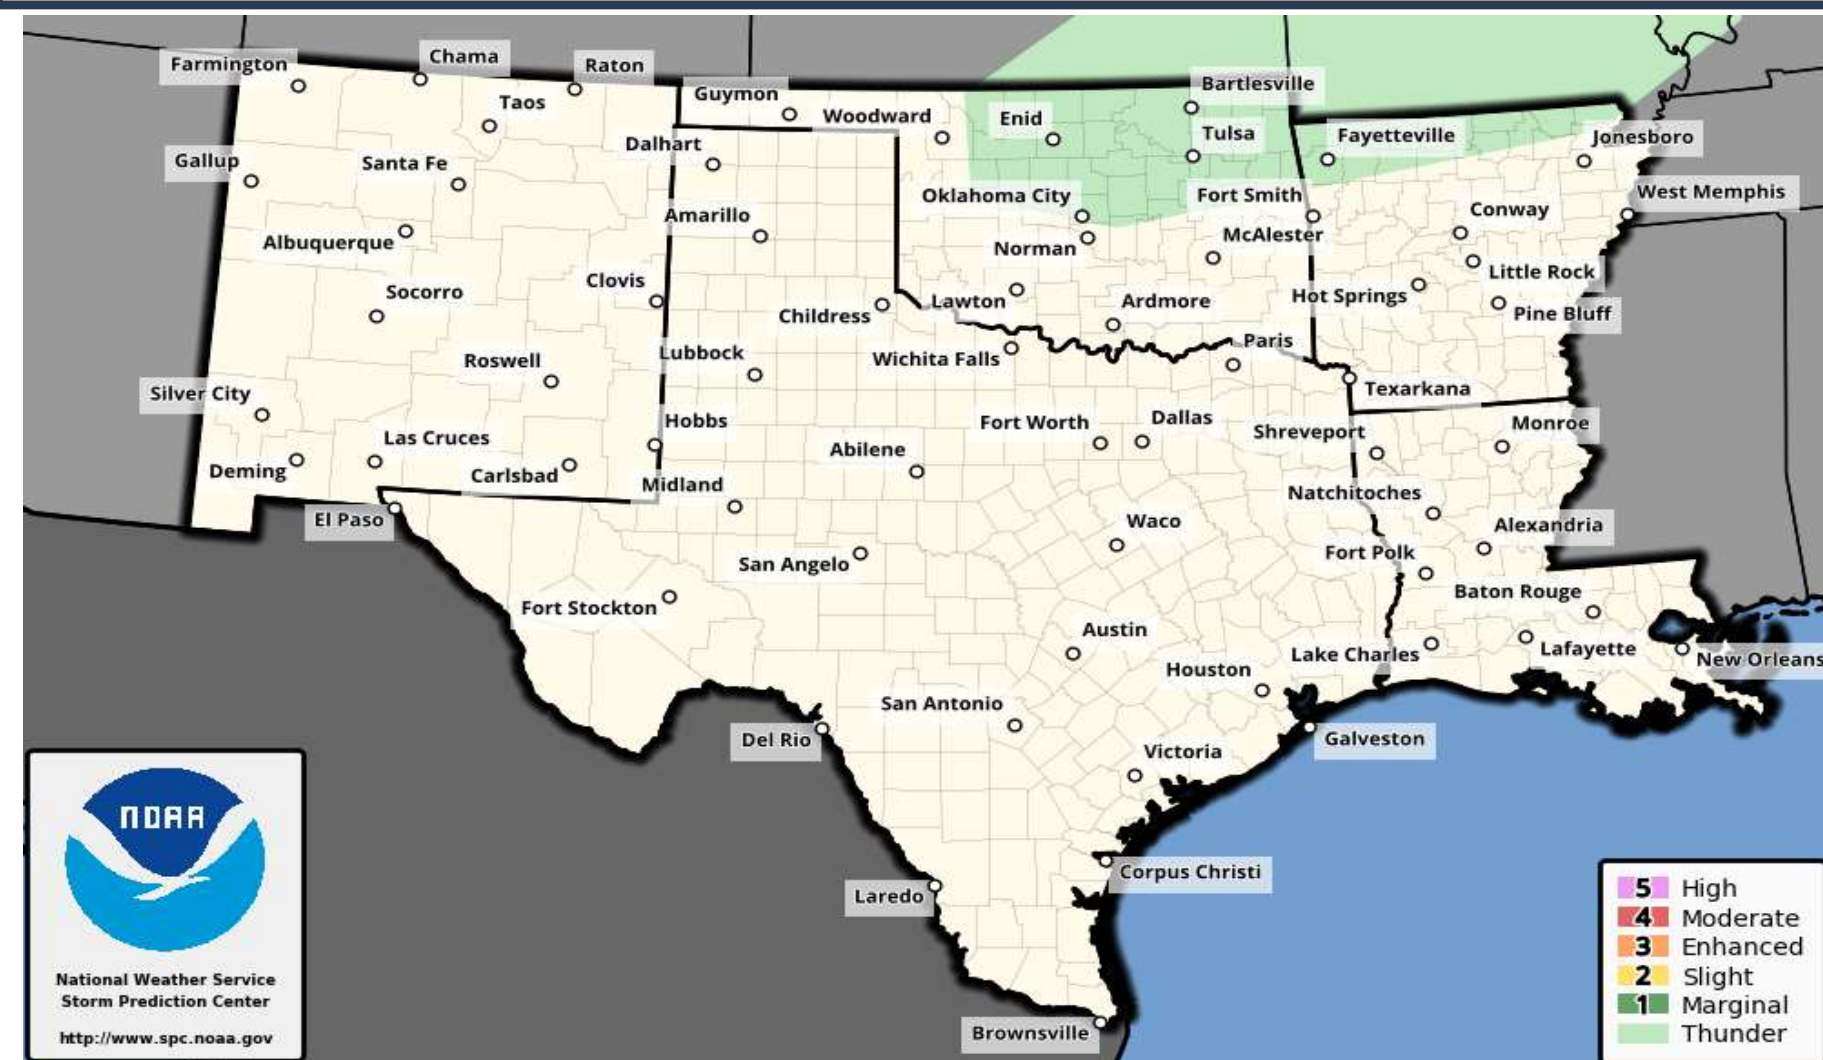 Farmington
Chama
Raton
Taos
Guymon
Woodward
Enid
Bartlesville
Tulsa
Fayetteville
Jonesboro
Gallup
Santa Fe
Dalhart
Oklahoma City
Fort Smith
West Memphis
Conway
Albuquerque
Amarillo
Norman
McAlester
Little Rock
Socorro
Clovis
Childress
Lawton
Ardmore
Hot Springs
Pine Bluff
Roswell
Lubbock
Wichita Falls
Paris
Texarkana
Silver City
Hobbs
Fort Worth
Dallas
Shreveport
Monroe
Las Cruces
Deming
Carlsbad
Midland
Abilene
Natchitoches
El Paso
San Angelo
Waco
Alexandria
Fort Polk
Fort Stockton
Baton Rouge
Austin
Houston
Lake Charles
Lafayette
New Orleans
San Antonio
Del Rio
Victoria
Galveston
Laredo
Corpus Christi
Brownsville
NOAA
National Weather Service
Storm Prediction Center
http://www.spc.noaa.gov
5 High
4 Moderate
3 Enhanced
2 Slight
1 Marginal
Thunder